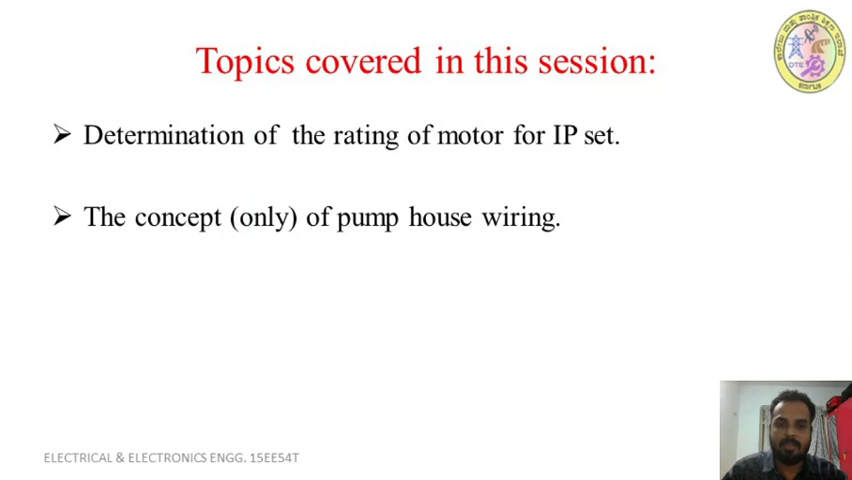 Topics covered in this session:
➢ Determination of the rating of motor for IP set.
➢ The concept (only) of pump house wiring.
DTE
ELECTRICAL & ELECTRONICS ENGG. 15EE54T